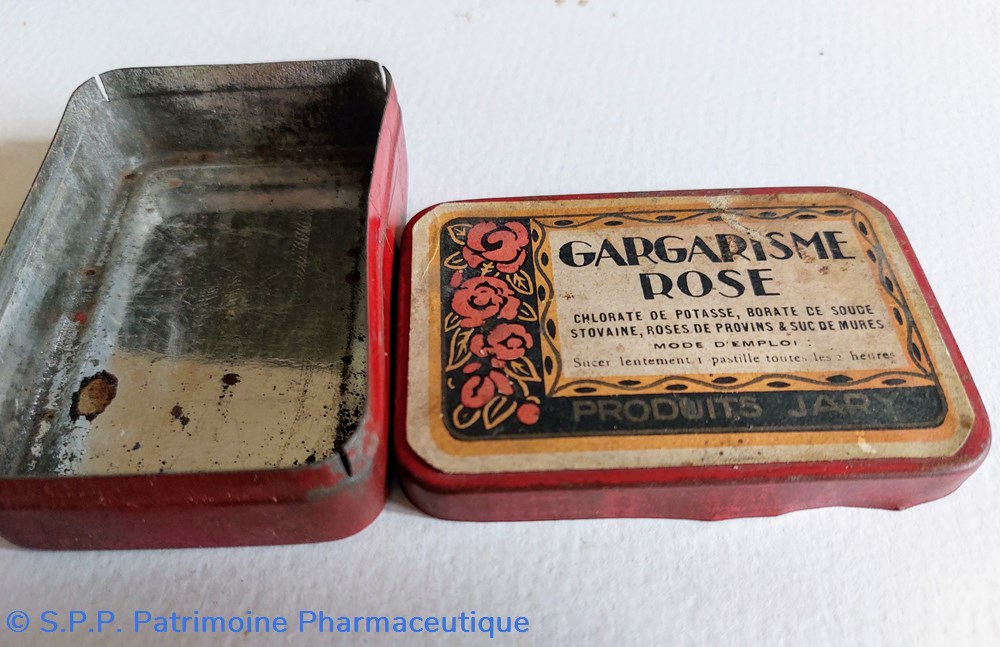 GARGARISME
ROSE
CHLORATE DE POTASSE, BORATE DE SOUDE
STOVAINE, ROSES DE PROVINS & SUC DE MURES
MODE D'EMPLOI :
Sucer lentement 1 pastille toutes les 2 heures
PRODUITS JARY
© S.P.P. Patrimoine Pharmaceutique